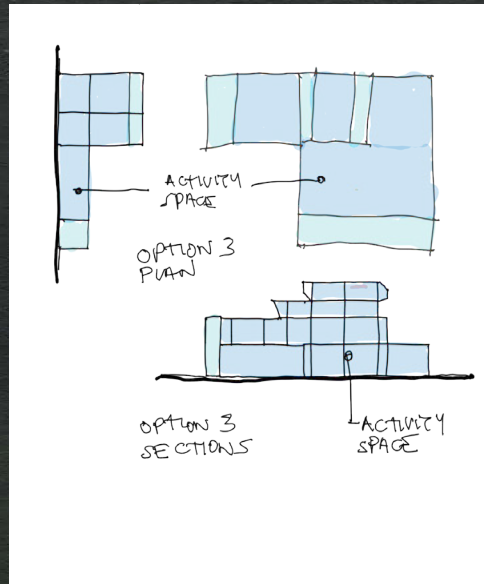 ACTIVITY
SPACE
OPTION 3
PLAN
OPTION 3
SECTIONS
ACTIVITY
SPACE